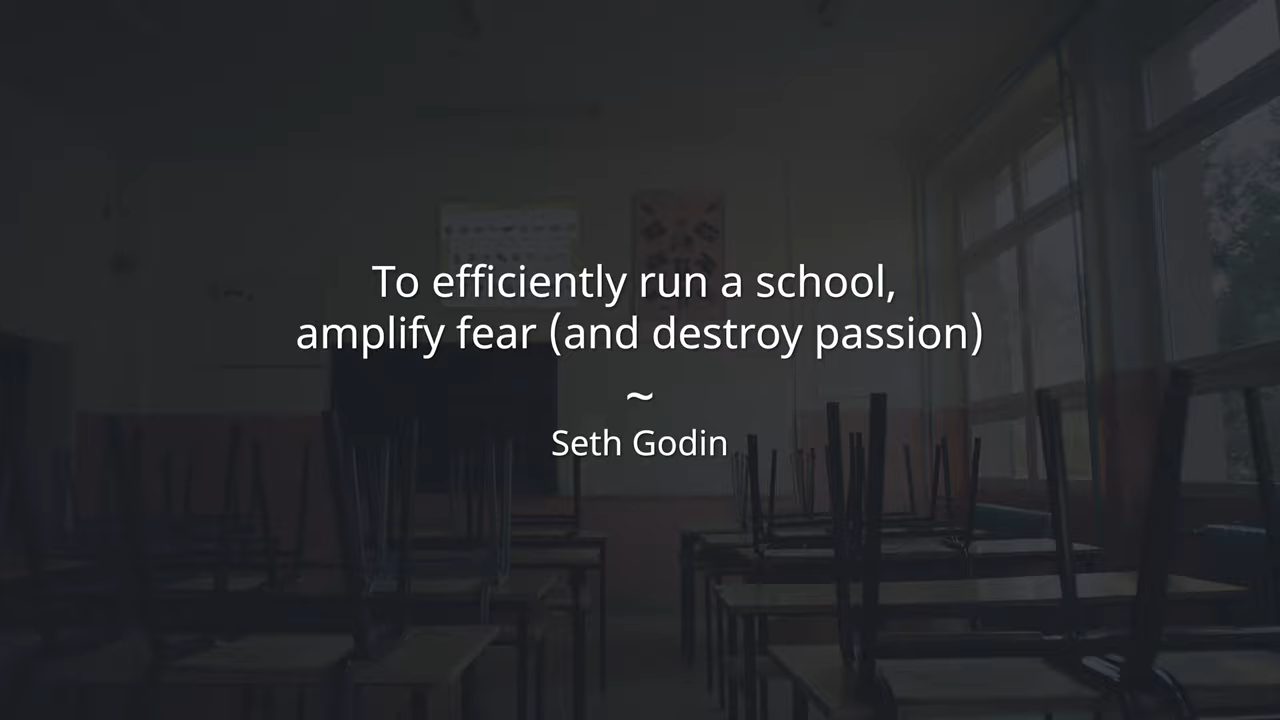 To efficiently run a school,
amplify fear (and destroy passion)
~
Seth Godin